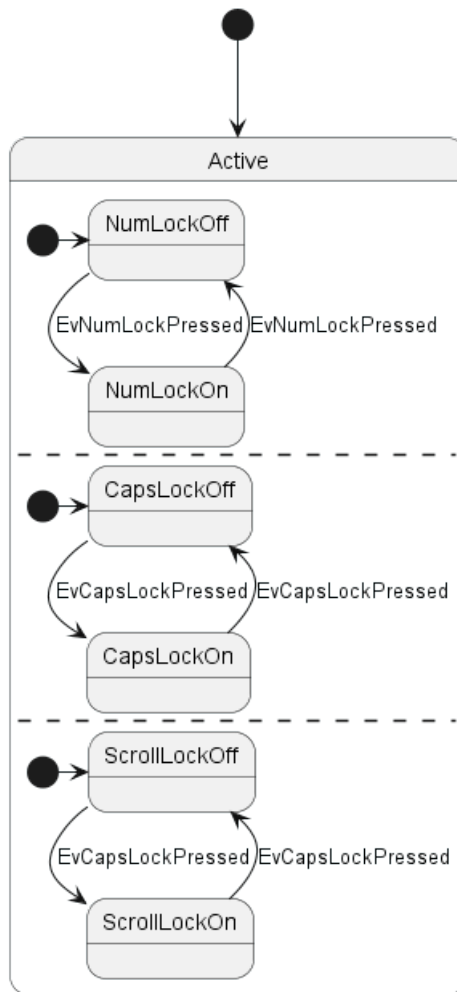 Active
NumLockOff
EvNumLockPressed EvNumLockPressed
NumLockOn
CapsLockOff
EvCapsLockPressed EvCapsLockPressed
CapsLockOn
ScrollLockOff
EvCapsLockPressed EvCapsLockPressed
ScrollLockOn